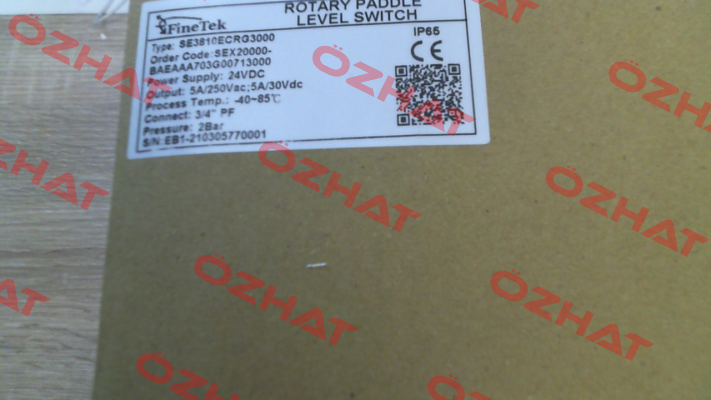 FineTek
ROTARY PADDLE
LEVEL SWITCH
Type: SE3810ECRG3000
Order Code: SEX20000-
BAEAAA703G00713000
Power Supply: 24VDC
Output: 5A/250Vac;5A/30Vdc
Process Temp.: -40~85℃
Connect: 3/4" PF
Pressure: 2Bar
S/N:EB1-210305770001
IP65
CE
ÖZHAT
ÖZHAT
ÖZHAT
ÖZHAT
ÖZHAT
ÖZHAT
ÖZHAT
ÖZHAT
ÖZHAT